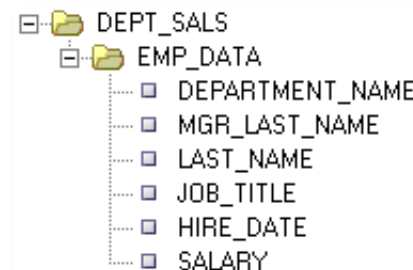 DEPT_SALS
EMP_DATA
DEPARTMENT_NAME
MGR_LAST_NAME
LAST_NAME
JOB_TITLE
HIRE_DATE
SALARY